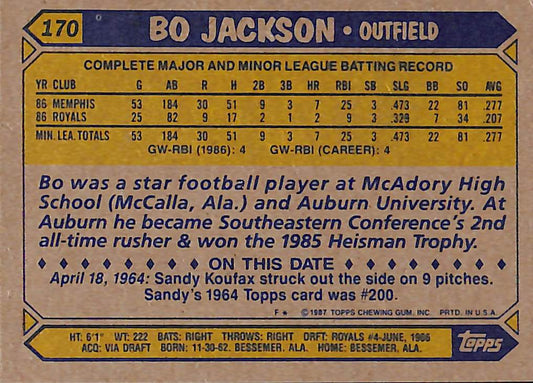 170 BO JACKSON • OUTFIELD
COMPLETE MAJOR AND MINOR LEAGUE BATTING RECORD
YR CLUB G AB R H 2B 3B HR RBI SB SLG BB SO AVG
86 MEMPHIS 53 184 30 51 9 3 7 25 3 .473 22 81 .277
86 ROYALS 25 82 9 17 2 1 2 9 3 .329 7 34 .207
MIN. LEA. TOTALS 53 184 30 51 9 3 7 25 3 .473 22 81 .277
GW-RBI (1986): 4 GW-RBI (CAREER): 4
Bo was a star football player at McAdory High
School (McCalla, Ala.) and Auburn University. At
Auburn he became Southeastern Conference's 2nd
all-time rusher & won the 1985 Heisman Trophy.
♦ ♦ ♦ ♦ ♦ ♦ ♦ ON THIS DATE ♦ ♦ ♦ ♦ ♦ ♦ ♦
April 18, 1964: Sandy Koufax struck out the side on 9 pitches.
Sandy's 1964 Topps card was #200.
F★ ©1987 TOPPS CHEWING GUM, INC. PRTD. IN U.S.A.
HT: 6'1" WT: 222 BATS: RIGHT THROWS: RIGHT DRFT: ROYALS #4-JUNE, 1986
ACQ: VIA DRAFT BORN: 11-30-62, BESSEMER, ALA. HOME: BESSEMER, ALA.
Topps